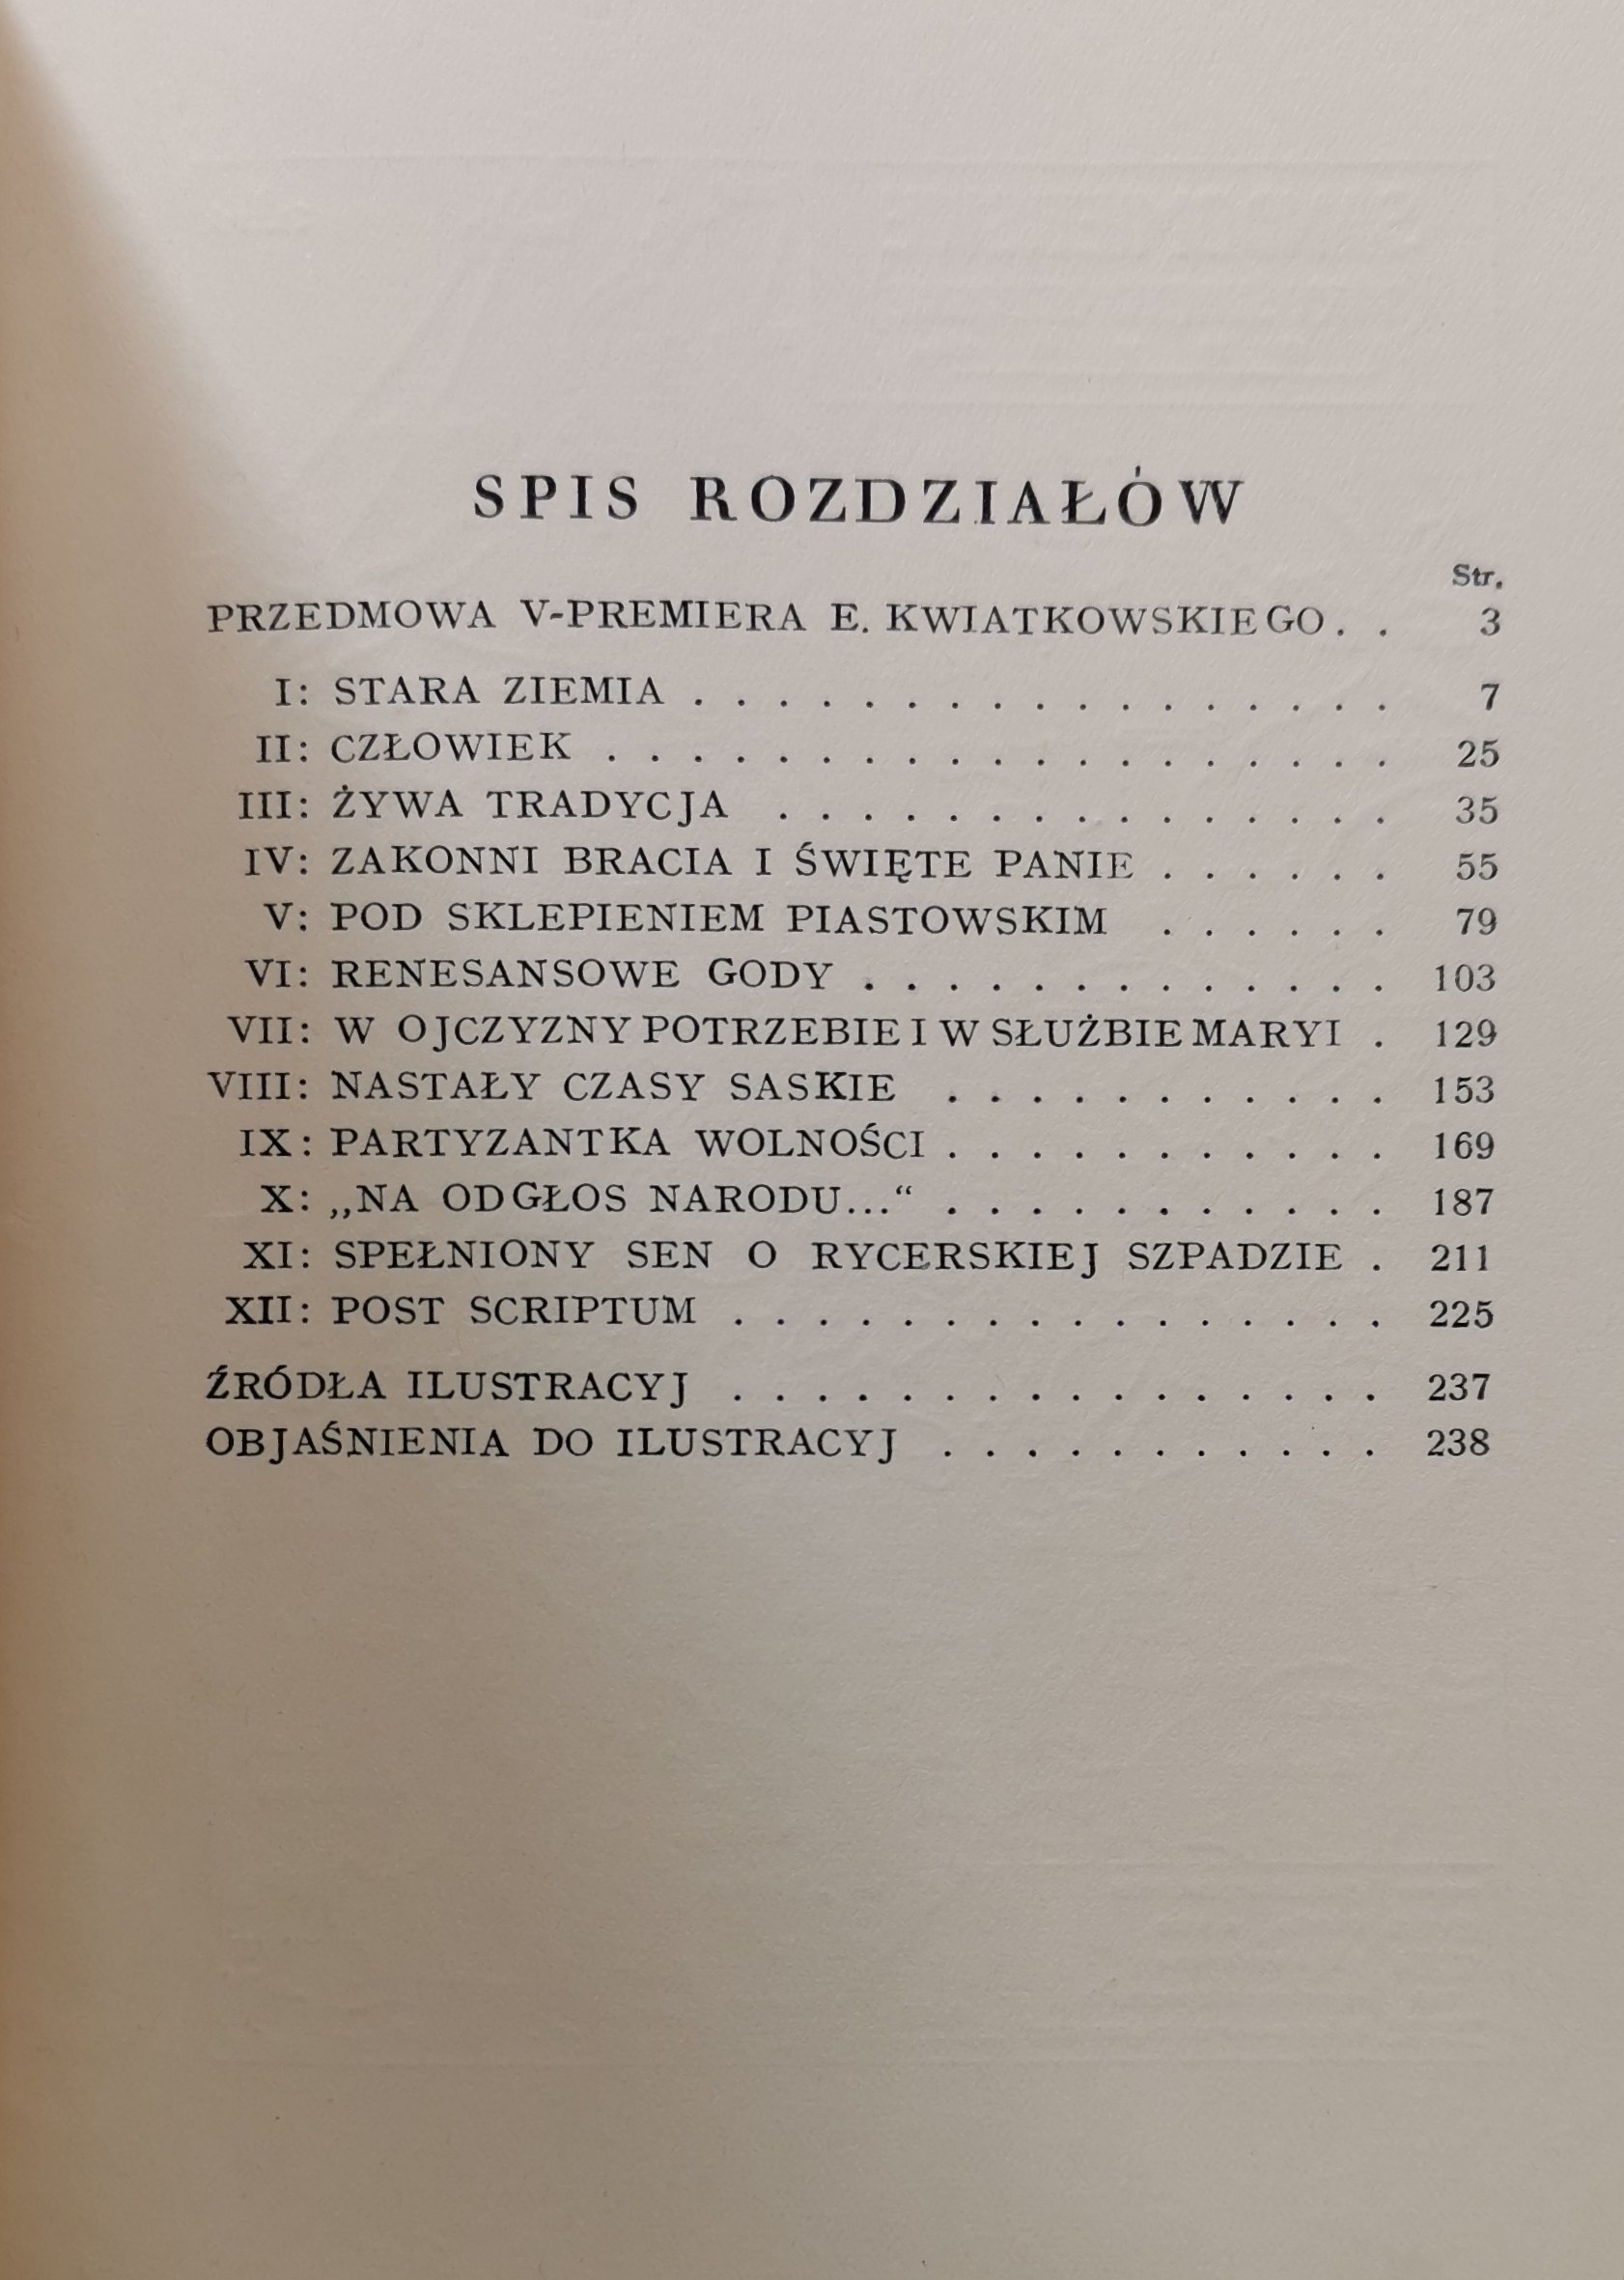 SPIS ROZDZIAŁÓW
Str.
PRZEDMOWA V-PREMIERA E. KWIATKOWSKIEGO. . 3
I: STARA ZIEMIA . . . . . . . . . . . . . . . . . 7
II: CZŁOWIEK . . . . . . . . . . . . . . . . . . . 25
III: ŻYWA TRADYCJA . . . . . . . . . . . . . . . 35
IV: ZAKONNI BRACIA I ŚWIĘTE PANIE . . . . . . 55
V: POD SKLEPIENIEM PIASTOWSKIM . . . . . . 79
VI: RENESANSOWE GODY . . . . . . . . . . . . . 103
VII: W OJCZYZNY POTRZEBIE I W SŁUŻBIE MARYI . 129
VIII: NASTAŁY CZASY SASKIE . . . . . . . . . . . 153
IX: PARTYZANTKA WOLNOŚCI . . . . . . . . . . . 169
X: „NA ODGŁOS NARODU...“ . . . . . . . . . . . 187
XI: SPEŁNIONY SEN O RYCERSKIEJ SZPADZIE . 211
XII: POST SCRIPTUM . . . . . . . . . . . . . . . . 225
ŹRÓDŁA ILUSTRACYJ . . . . . . . . . . . . . . . . 237
OBJAŚNIENIA DO ILUSTRACYJ . . . . . . . . . . . 238